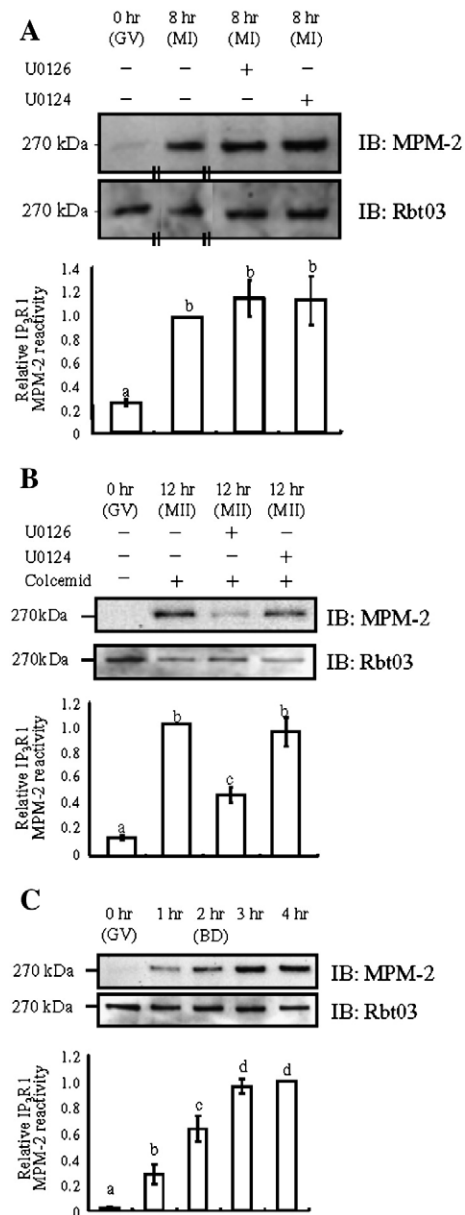 A
0 hr 8 hr 8 hr 8 hr
(GV) (MI) (MI) (MI)
U0126 – – + –
U0124 – – – +
270 kDa IB: MPM-2
270 kDa IB: Rbt03
Relative IP3R1
MPM-2 reactivity
1.4
1.2
1.0
0.8
0.6
0.4
0.2
0
a b b b
B
0 hr 12 hr 12 hr 12 hr
(GV) (MII) (MII) (MII)
U0126 – – + –
U0124 – – – +
Colcemid – + + +
270kDa IB: MPM-2
270kDa IB: Rbt03
Relative IP3R1
MPM-2 reactivity
1.2
1.0
0.8
0.6
0.4
0.2
0
a b c b
C
0 hr 1 hr 2 hr 3 hr 4 hr
(GV) (BD)
270 kDa IB: MPM-2
270 kDa IB: Rbt03
Relative IP3R1
MPM-2 reactivity
1.2
1.0
0.8
0.6
0.4
0.2
0.0
a b c d d